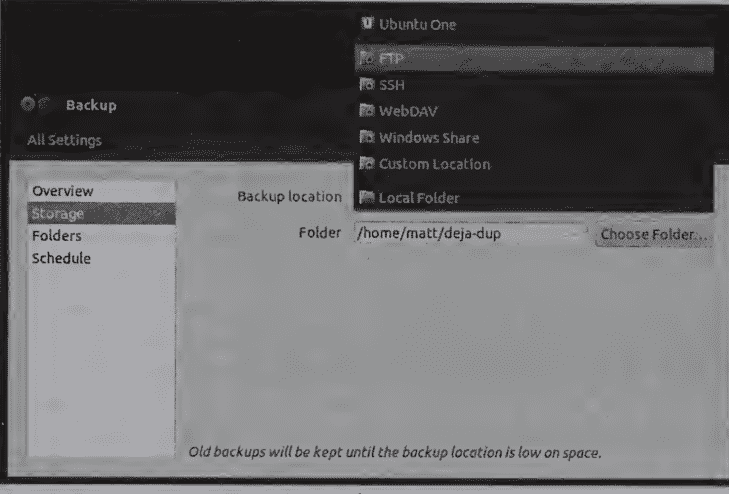 Ubuntu One
FTP
SSH
WebDAV
Windows Share
Custom Location
Local Folder
Backup
All Settings
Overview
Storage
Folders
Schedule
Backup location
Folder
/home/matt/deja-dup
Choose Folder...
Old backups will be kept until the backup location is low on space.